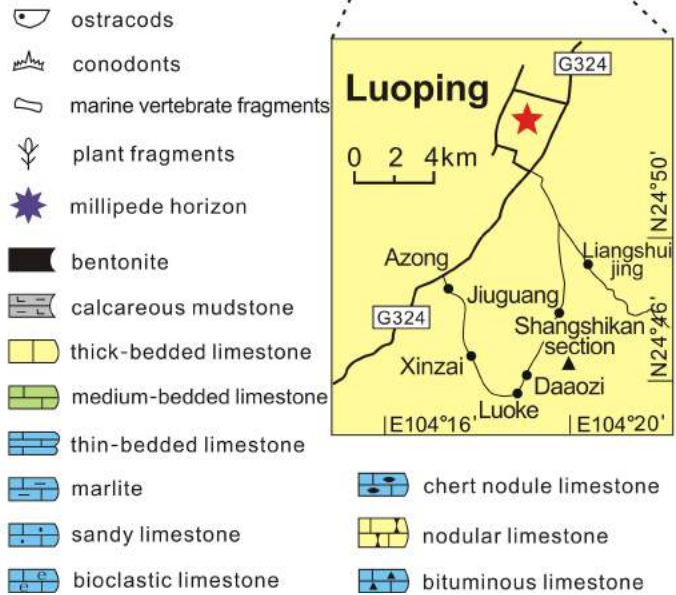 ostracods
conodonts
marine vertebrate fragments
plant fragments
millipede horizon
bentonite
calcareous mudstone
thick-bedded limestone
medium-bedded limestone
thin-bedded limestone
marlite
sandy limestone
bioclastic limestone
G324
Luoping
0 2 4km
N24°50'
Azong
Liangshui
jing
Jiuguang
G324
Shangshikan
section
N24°46'
Xinzai
Daaozi
Luoke
E104°16'
E104°20'
chert nodule limestone
nodular limestone
bituminous limestone